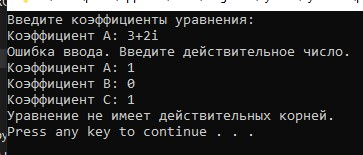 Введите коэффициенты уравнения:
Коэффициент A: 3+2i
Ошибка ввода. Введите действительное число.
Коэффициент A: 1
Коэффициент B: 0
Коэффициент C: 1
Уравнение не имеет действительных корней.
Press any key to continue . . .